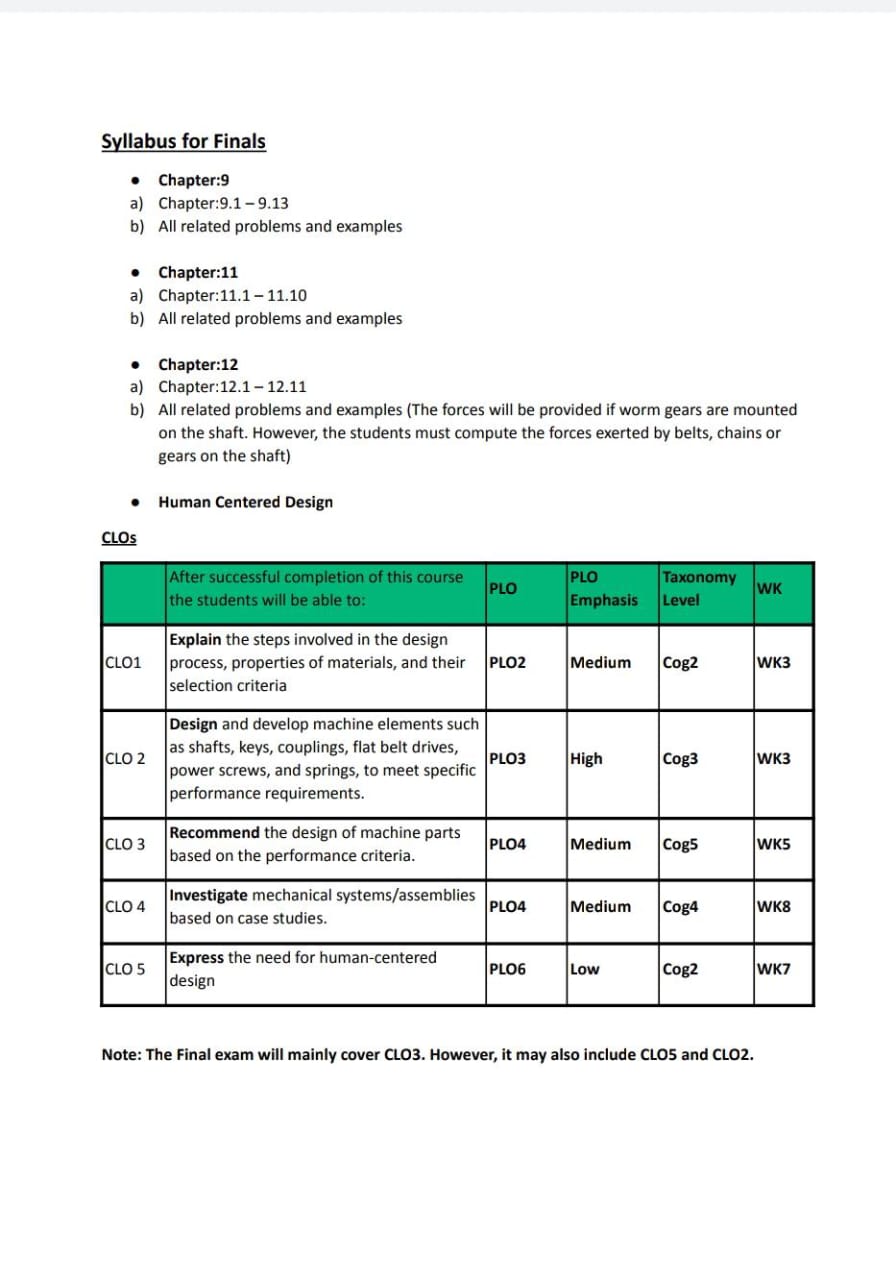 Syllabus for Finals
● Chapter:9
a) Chapter:9.1 – 9.13
b) All related problems and examples
● Chapter:11
a) Chapter:11.1 – 11.10
b) All related problems and examples
● Chapter:12
a) Chapter:12.1 – 12.11
b) All related problems and examples (The forces will be provided if worm gears are mounted
on the shaft. However, the students must compute the forces exerted by belts, chains or
gears on the shaft)
● Human Centered Design
CLOs
After successful completion of this course
the students will be able to:
PLO
PLO
Emphasis
Taxonomy
Level
WK
CLO1
Explain the steps involved in the design
process, properties of materials, and their
selection criteria
PLO2
Medium
Cog2
WK3
CLO 2
Design and develop machine elements such
as shafts, keys, couplings, flat belt drives,
power screws, and springs, to meet specific
performance requirements.
PLO3
High
Cog3
WK3
CLO 3
Recommend the design of machine parts
based on the performance criteria.
PLO4
Medium
Cog5
WK5
CLO 4
Investigate mechanical systems/assemblies
based on case studies.
PLO4
Medium
Cog4
WK8
CLO 5
Express the need for human-centered
design
PLO6
Low
Cog2
WK7
Note: The Final exam will mainly cover CLO3. However, it may also include CLO5 and CLO2.